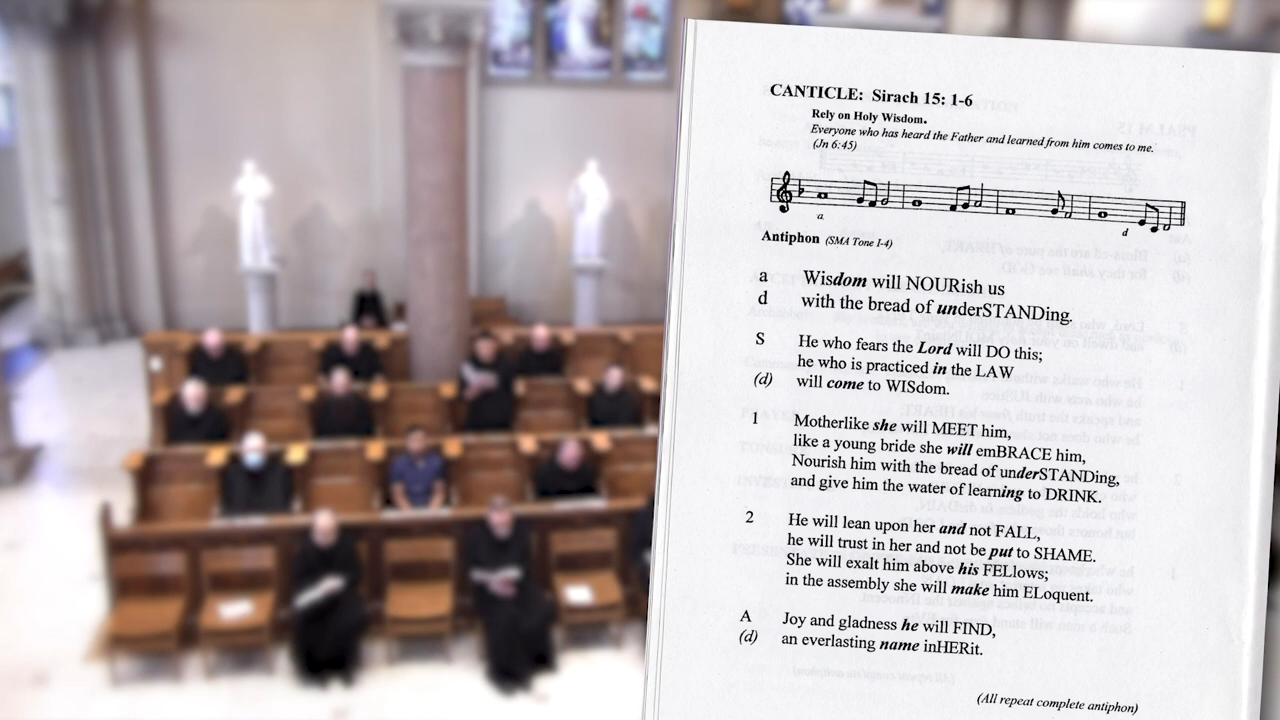 CANTICLE: Sirach 15: 1-6
Rely on Holy Wisdom.
Everyone who has heard the Father and learned from him comes to me.
(Jn 6:45)
a
d
Antiphon (SMA Tone I-4)
a Wisdom will NOURish us
d with the bread of underSTANDing.
S He who fears the Lord will DO this;
he who is practiced in the LAW
(d) will come to WISdom.
1 Motherlike she will MEET him,
like a young bride she will emBRACE him,
Nourish him with the bread of underSTANDing,
and give him the water of learning to DRINK.
2 He will lean upon her and not FALL,
he will trust in her and not be put to SHAME.
She will exalt him above his FELlows;
in the assembly she will make him ELoquent.
A Joy and gladness he will FIND,
(d) an everlasting name inHERit.
(All repeat complete antiphon)